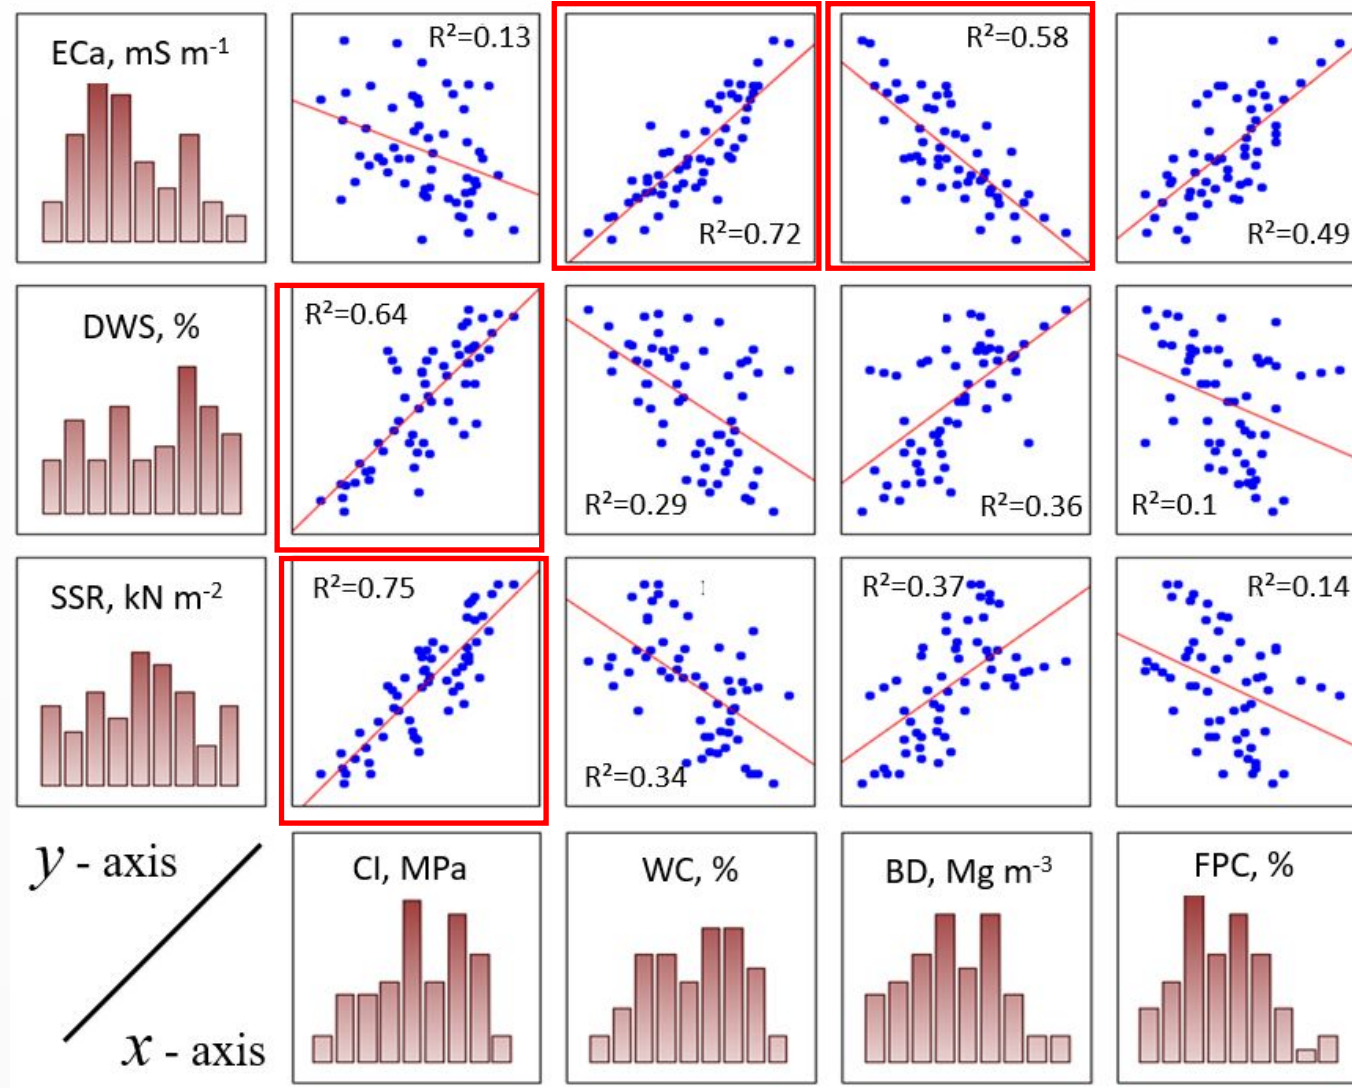 ECa, mS m⁻¹
R²=0.13
R²=0.72
R²=0.58
R²=0.49
DWS, %
R²=0.64
R²=0.29
R²=0.36
R²=0.1
SSR, kN m⁻²
R²=0.75
R²=0.34
R²=0.37
R²=0.14
y - axis
x - axis
CI, MPa
WC, %
BD, Mg m⁻³
FPC, %